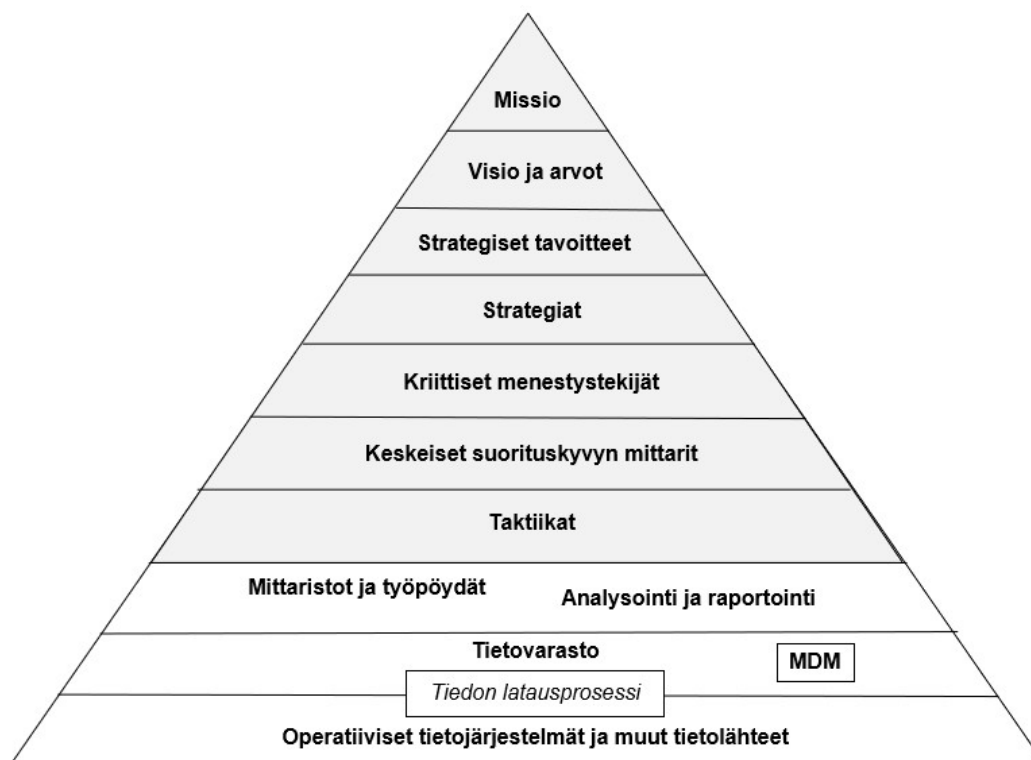 Missio
Visio ja arvot
Strategiset tavoitteet
Strategiat
Kriittiset menestystekijät
Keskeiset suorituskyvyn mittarit
Taktiikat
Mittaristot ja työpöydät
Analysointi ja raportointi
Tietovarasto
MDM
Tiedon latausprosessi
Operatiiviset tietojärjestelmät ja muut tietolähteet